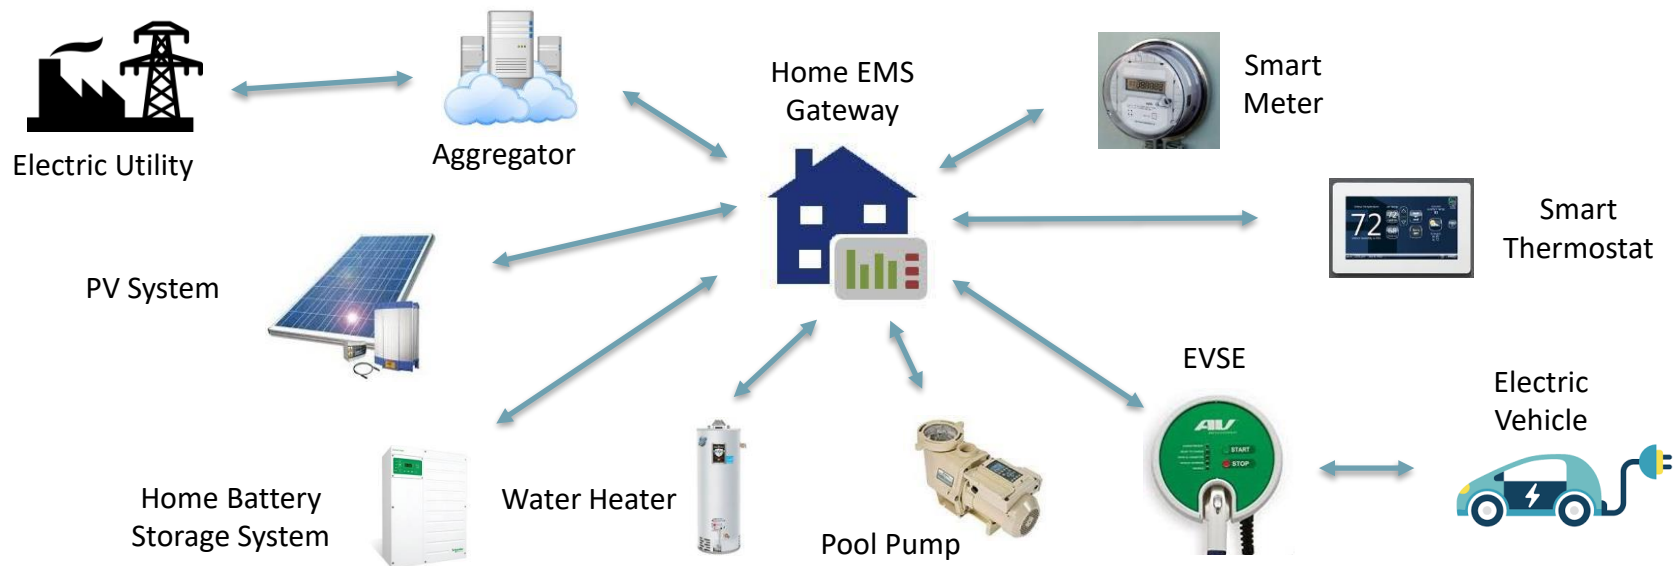 Home EMS
Gateway
Smart
Meter
Electric Utility
Aggregator
Smart
Thermostat
72
PV System
EVSE
Electric
Vehicle
AV
START
STOP
Home Battery
Storage System
Water Heater
Pool Pump